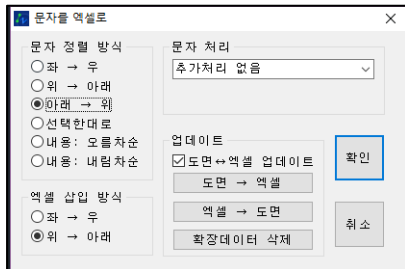 문자를 엑셀로
문자 정렬 방식
좌 → 우
위 → 아래
아래 → 위
선택한대로
내용: 오름차순
내용: 내림차순
엑셀 삽입 방식
좌 → 우
위 → 아래
문자 처리
추가처리 없음
업데이트
도면↔엑셀 업데이트
도면 → 엑셀
엑셀 → 도면
확장데이터 삭제
확인
취소